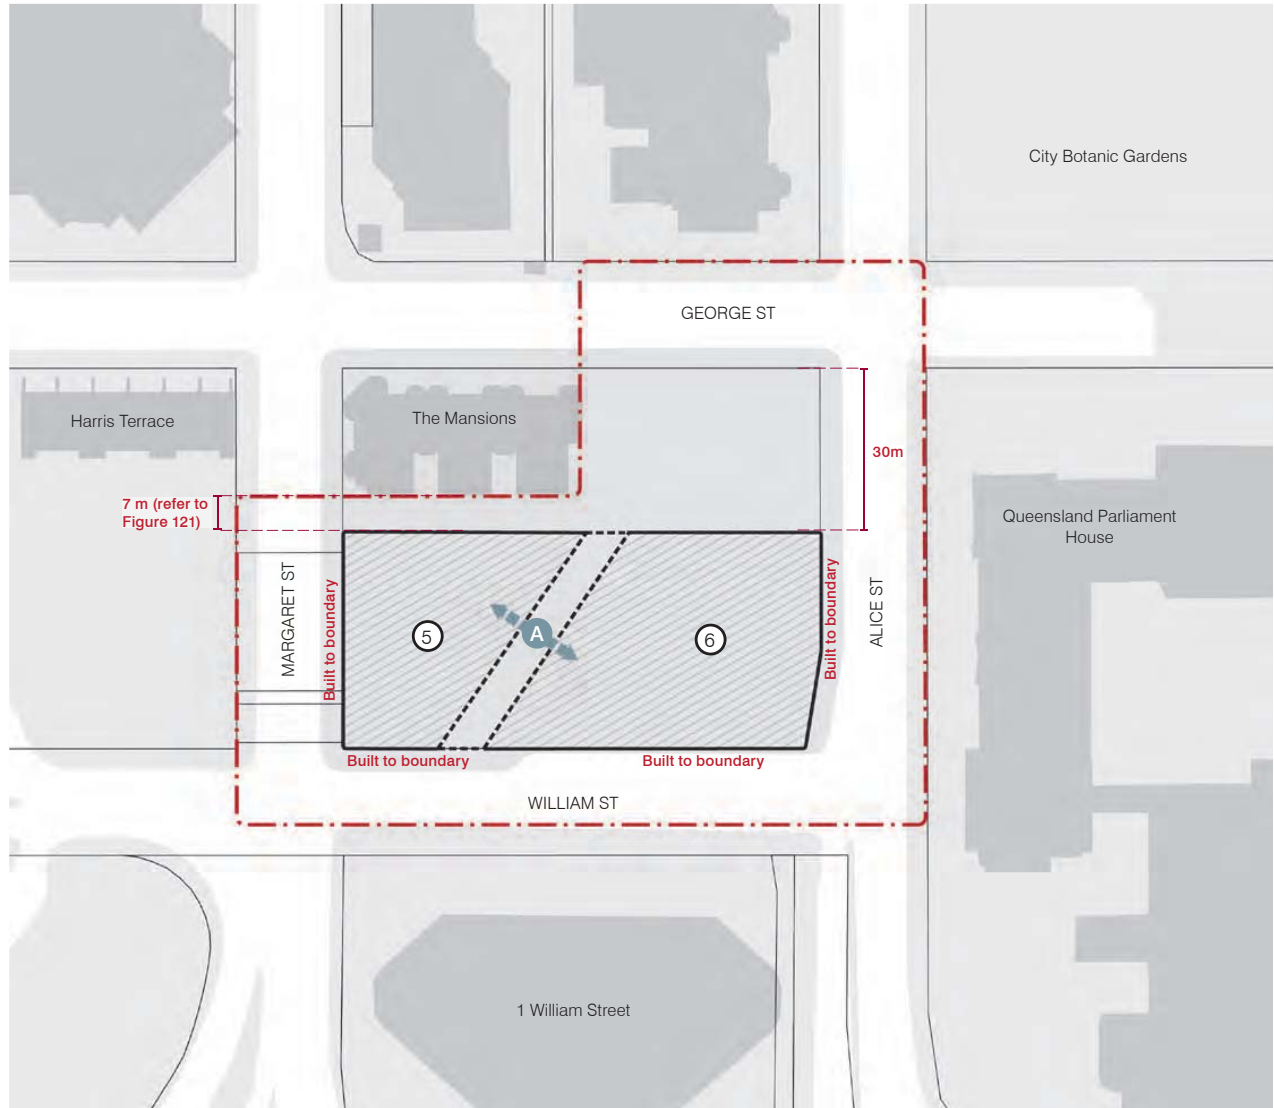 City Botanic Gardens
GEORGE ST
Harris Terrace
The Mansions
30m
7 m (refer to
Figure 121)
Queensland Parliament
House
MARGARET ST
Built to boundary
5
A
6
Built to boundary
ALICE ST
Built to boundary
Built to boundary
WILLIAM ST
1 William Street